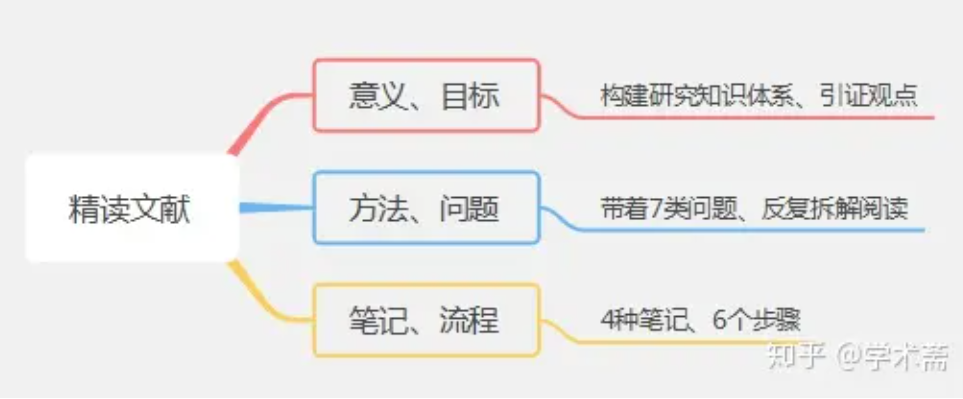 精读文献
意义、目标
构建研究知识体系、引证观点
方法、问题
带着7类问题、反复拆解阅读
笔记、流程
4种笔记、6个步骤
知乎 @学术斋